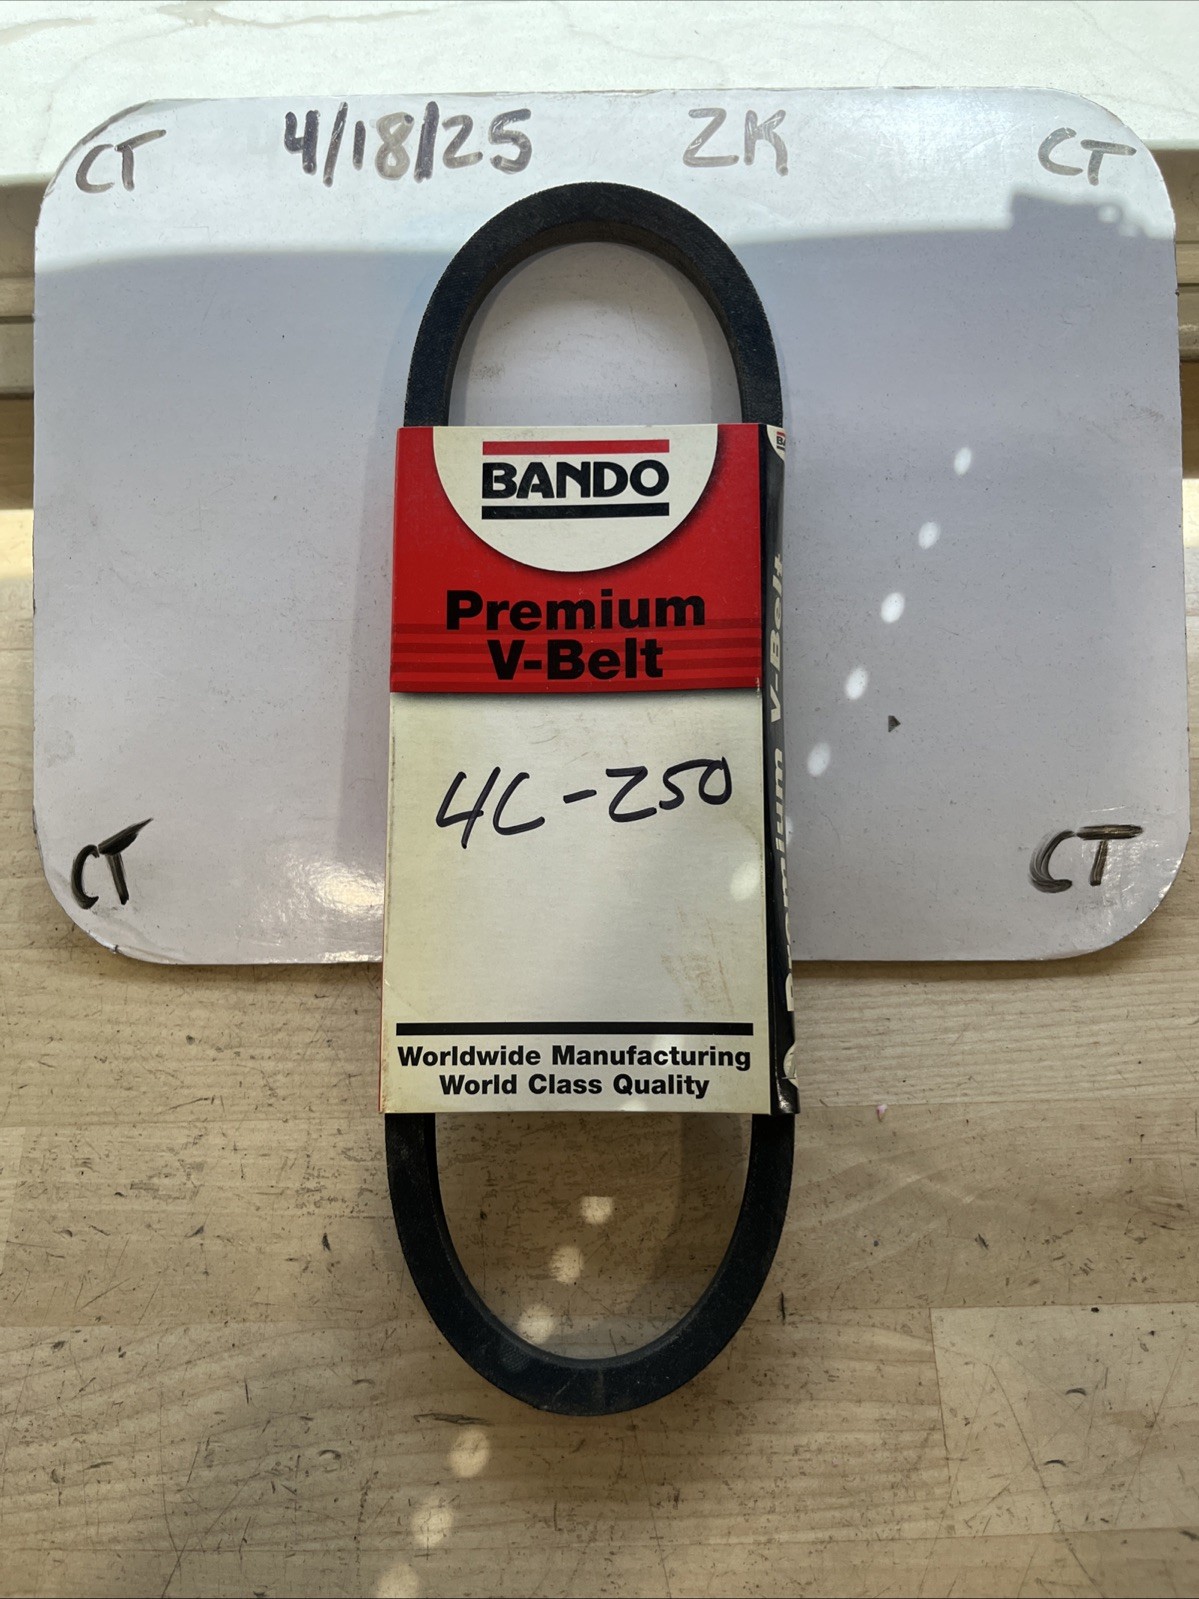 CT 4/18/25 ZK CT
BANDO
Premium
V-Belt
4L-250
Worldwide Manufacturing
World Class Quality
Premium V-Belt
CT CT